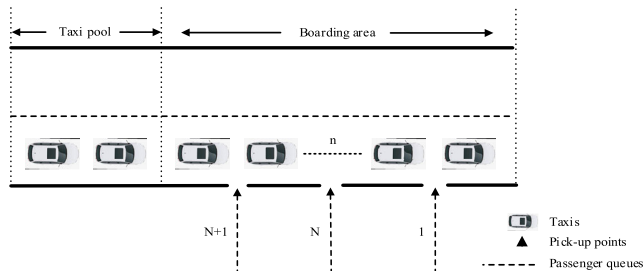 Taxi pool
Boarding area
n
N+1
N
1
Taxis
Pick-up points
Passenger queues